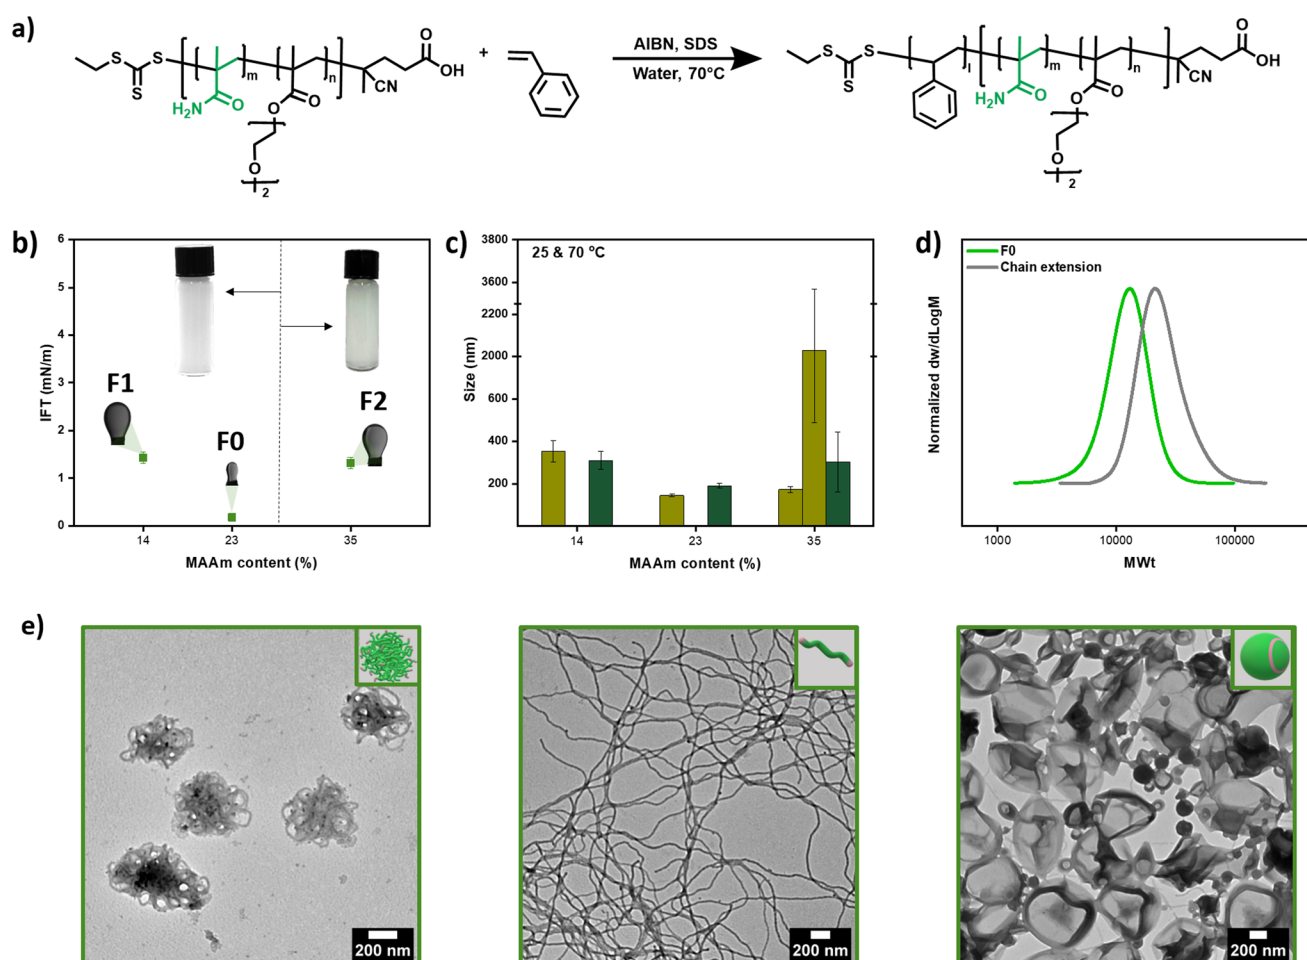 a)
S
S
S
m
n
CN
O
OH
H₂N
O
O
O
O
2
+
AIBN, SDS
Water, 70°C
S
S
S
l
m
n
CN
O
OH
H₂N
O
O
O
O
2
b)
6
5
4
3
2
1
0
IFT (mN/m)
F1
F0
F2
14
23
35
MAAm content (%)
c)
25 & 70 °C
3800
3600
2200
2000
600
400
200
Size (nm)
14
23
35
MAAm content (%)
d)
F0
Chain extension
Normalized dw/dLogM
1000
10000
100000
MWt
e)
200 nm
200 nm
200 nm